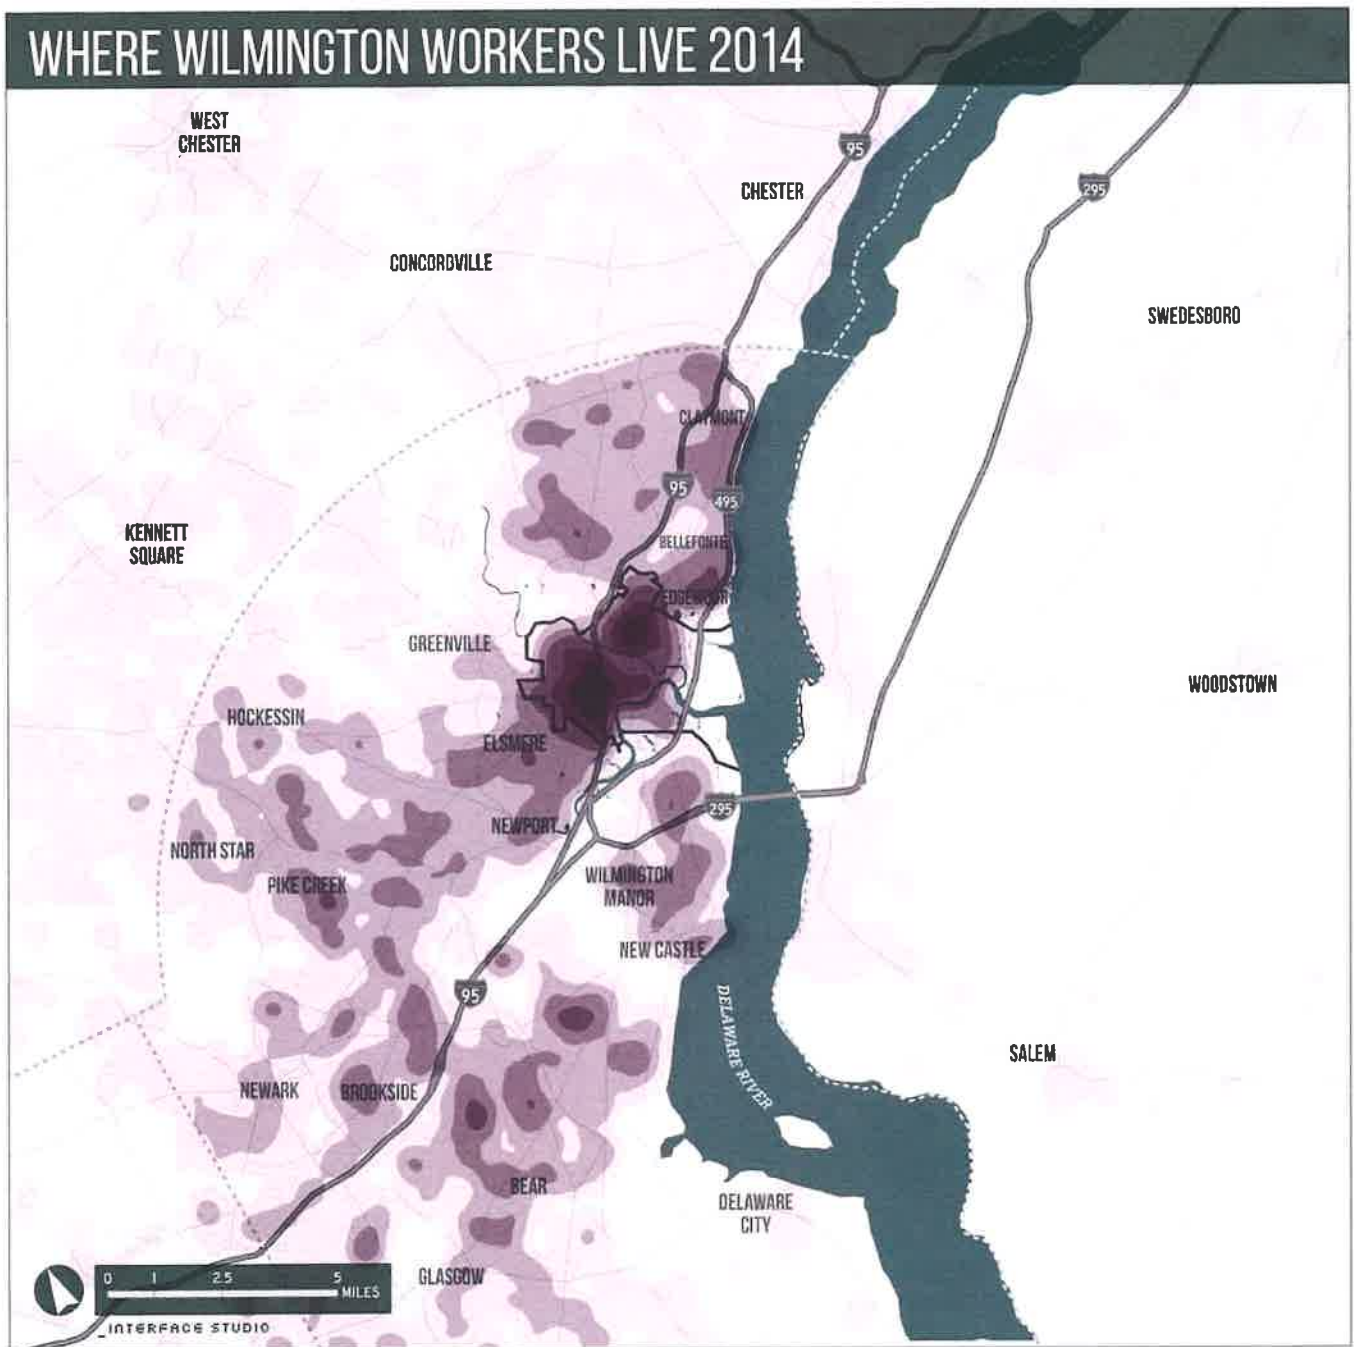 WHERE WILMINGTON WORKERS LIVE 2014
WEST
CHESTER
95
CHESTER
295
CONCORDVILLE
SWEDESBORO
CLAYMONT
95
495
KENNETT
SQUARE
BELLEFONTE
EDGEMOOR
GREENVILLE
WOODSTOWN
HOCKESSIN
ELSMERE
295
NEWPORT
NORTH STAR
PIKE CREEK
WILMINGTON
MANOR
NEW CASTLE
95
DELAWARE RIVER
SALEM
NEWARK
BROOKSIDE
BEAR
DELAWARE
CITY
GLASGOW
0 1 2.5 5
MILES
_INTERFACE STUDIO